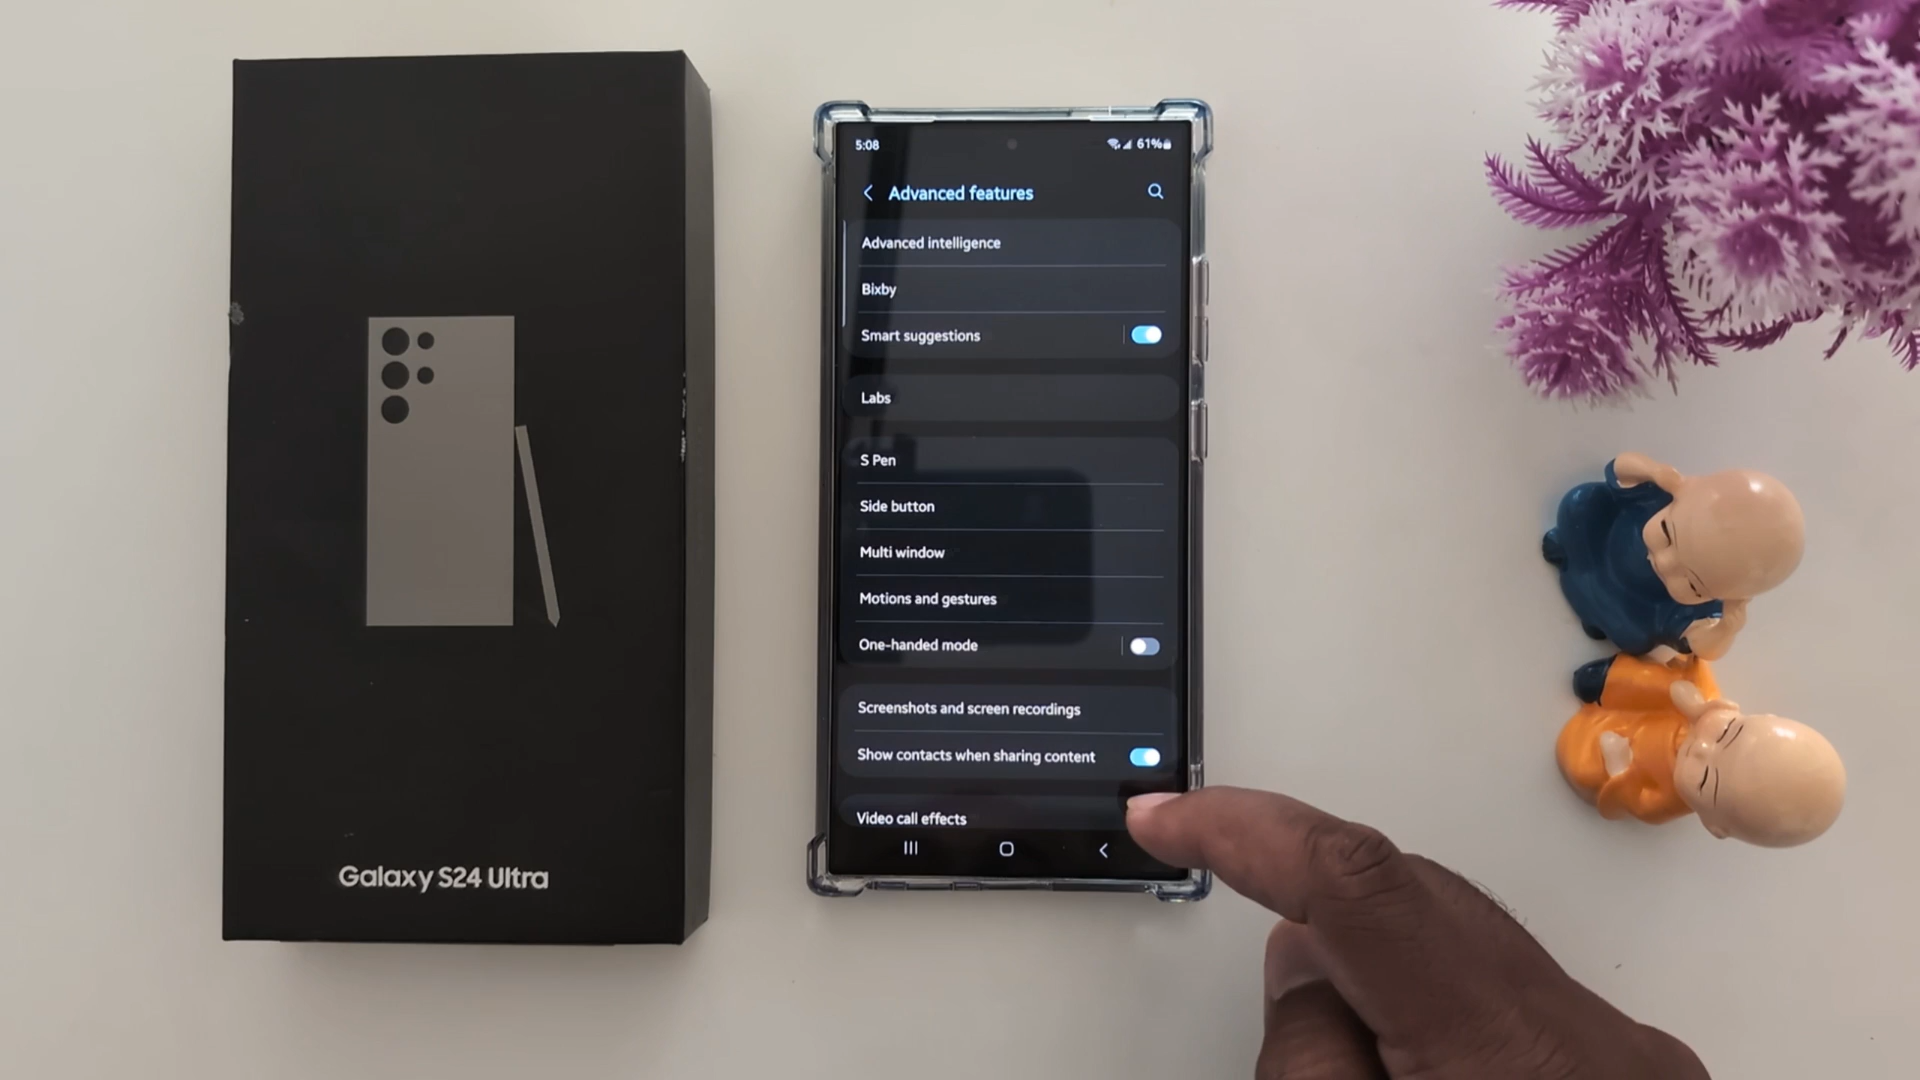 Galaxy S24 Ultra
5:08
61%
Advanced features
Advanced intelligence
Bixby
Smart suggestions
Labs
S Pen
Side button
Multi window
Motions and gestures
One-handed mode
Screenshots and screen recordings
Show contacts when sharing content
Video call effects